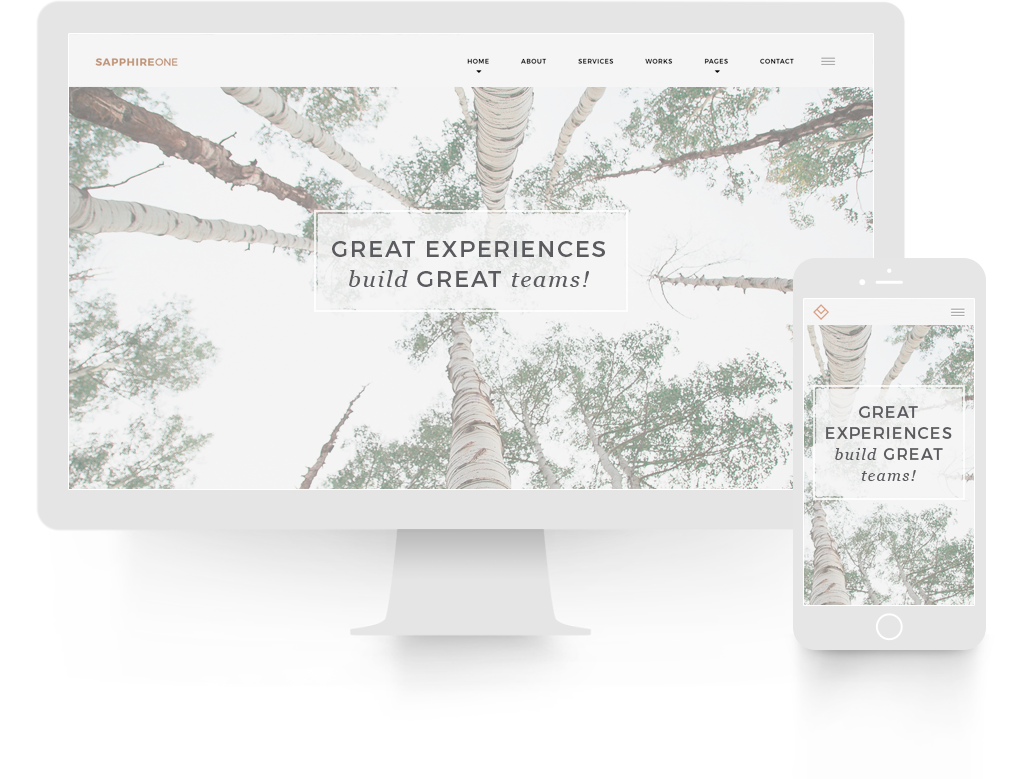 SAPPHIREONE
HOME ABOUT SERVICES WORKS PAGES CONTACT
GREAT EXPERIENCES
build GREAT teams!
GREAT
EXPERIENCES
build GREAT
teams!